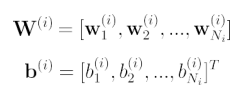 W^{(i)} = [w_1^{(i)}, w_2^{(i)}, ..., w_{N_i}^{(i)}]
b^{(i)} = [b_1^{(i)}, b_2^{(i)}, ..., b_{N_i}^{(i)}]^T